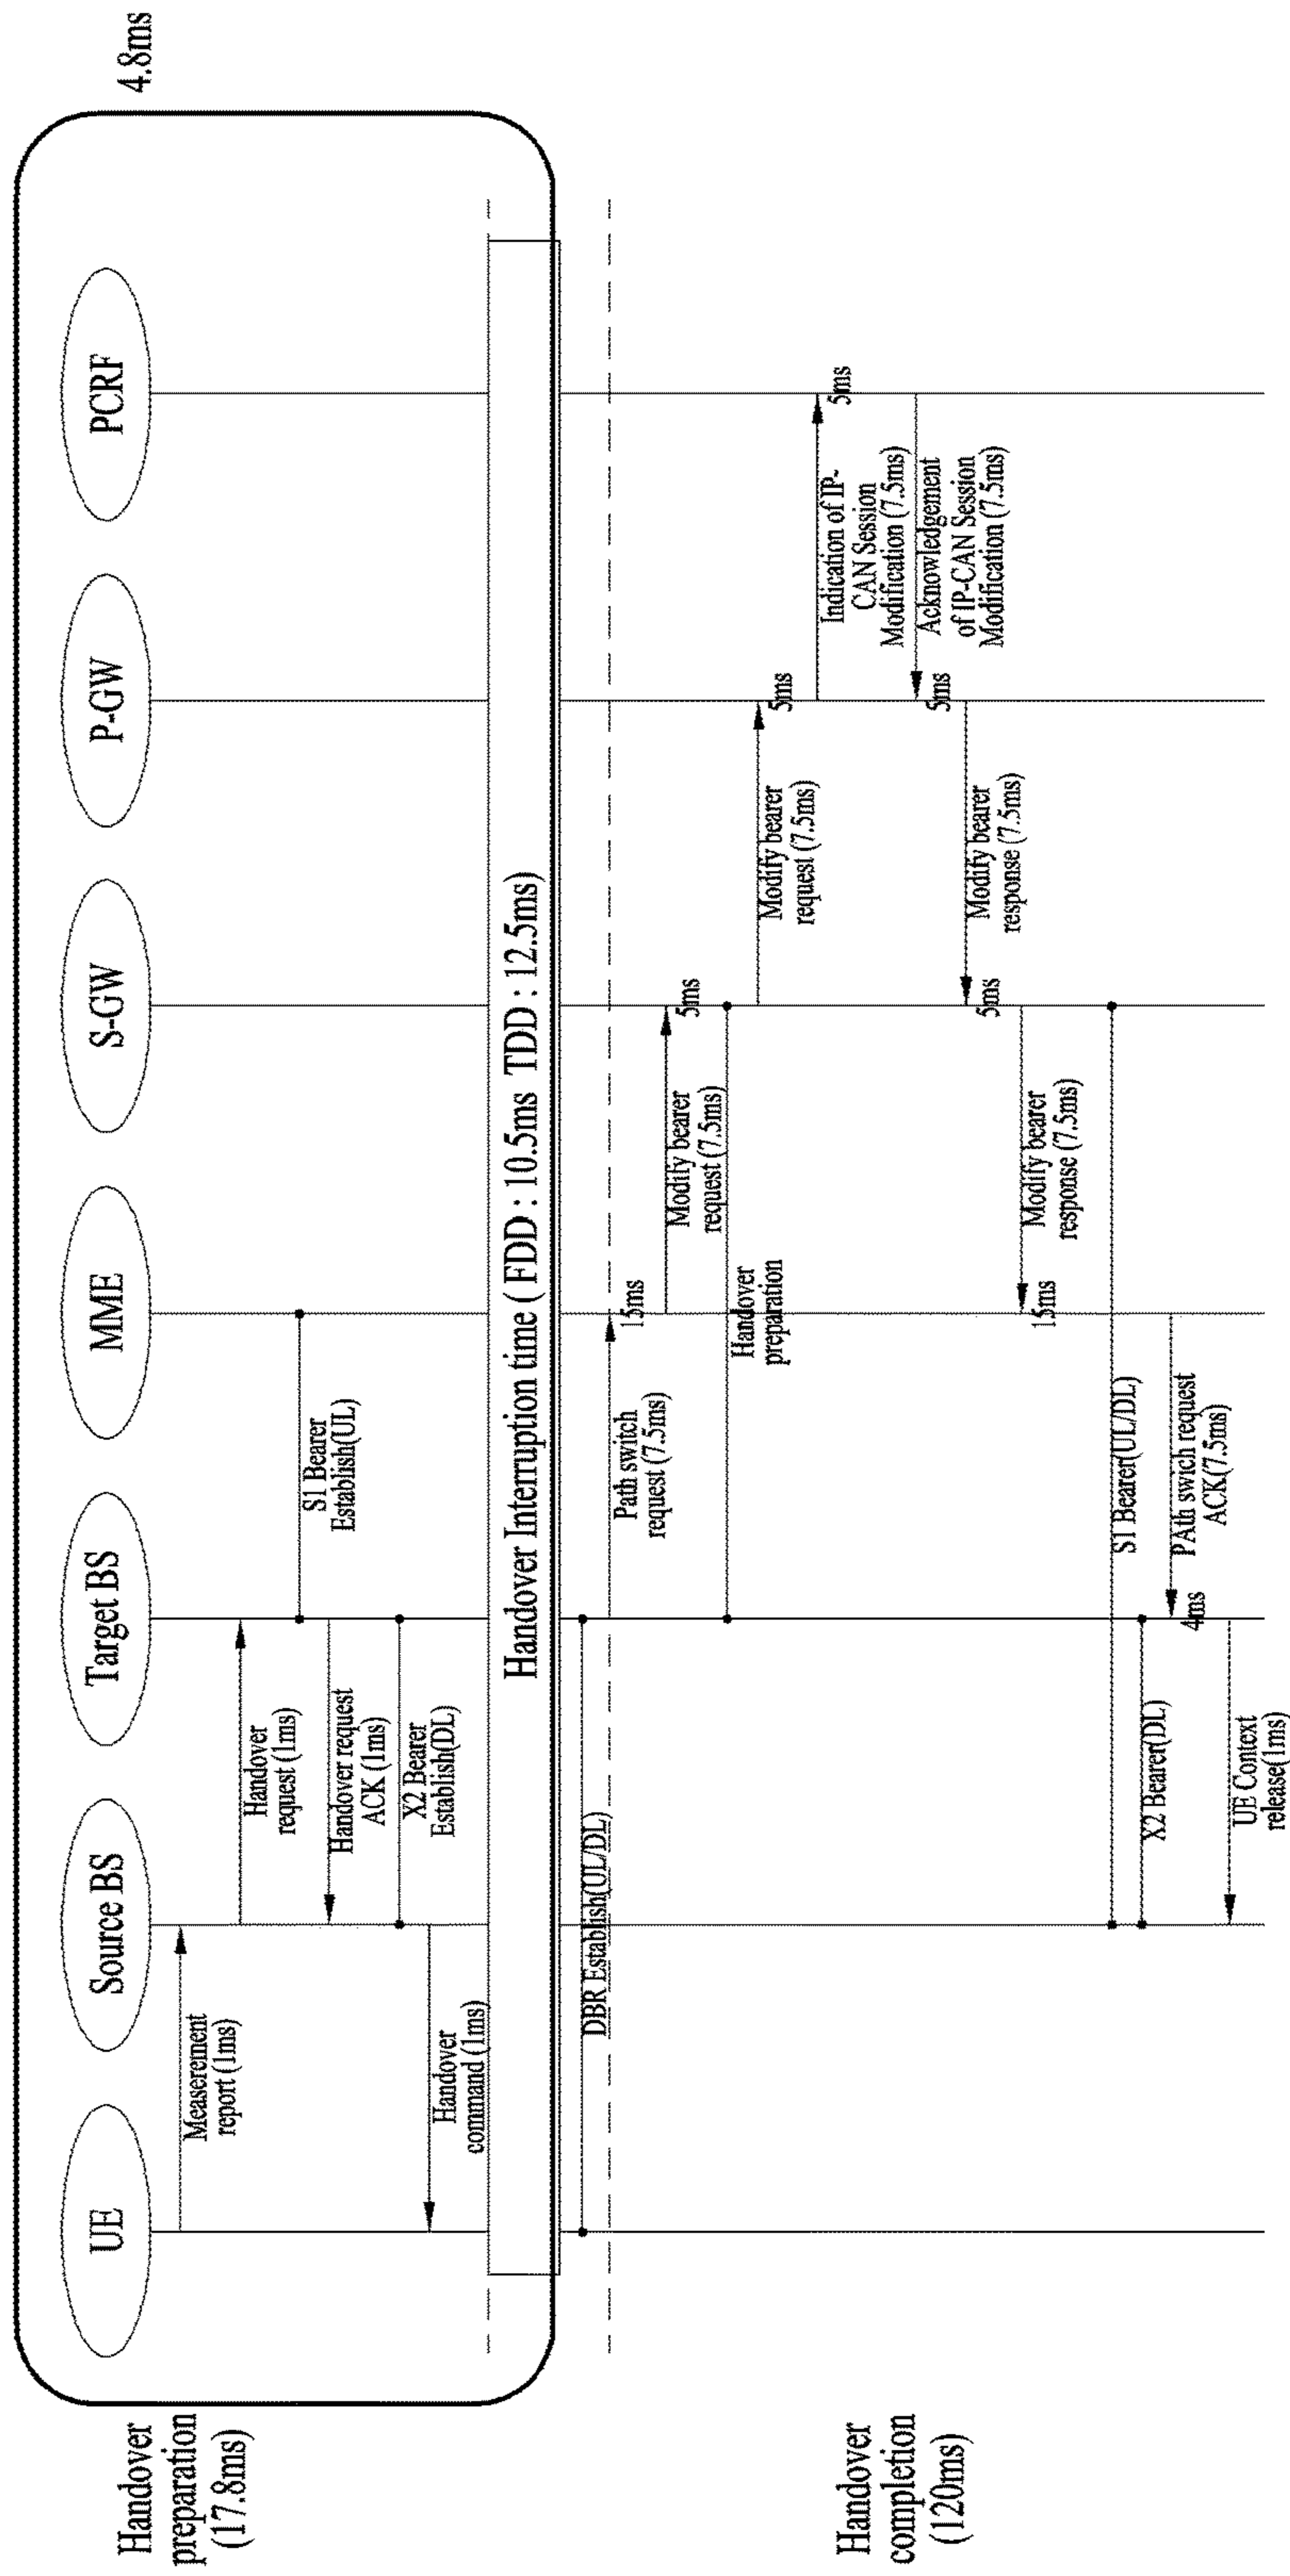 4.8ms
UE
Source BS
Target BS
MME
S-GW
P-GW
PCRF
Handover
preparation
(17.8ms)
Measerement
report (1ms)
Handover
request (1ms)
S1 Bearer
Establish(UL)
Handover request
ACK (1ms)
X2 Bearer
Establish(DL)
Handover
command (1ms)
Handover Interruption time ( FDD : 10.5ms TDD : 12.5ms)
DBR Establish(UL/DL)
Handover
completion
(120ms)
Path switch
request (7.5ms)
15ms
Modify bearer
request (7.5ms)
5ms
Handover
preparation
Modify bearer
request (7.5ms)
5ms
Indication of IP-
CAN Session
Modification (7.5ms)
5ms
Acknowledgement
of IP-CAN Session
Modification (7.5ms)
5ms
Modify bearer
response (7.5ms)
5ms
Modify bearer
response (7.5ms)
15ms
S1 Bearer(UL/DL)
X2 Bearer(DL)
PAth swich request
ACK(7.5ms)
4ms
UE Context
release(1ms)